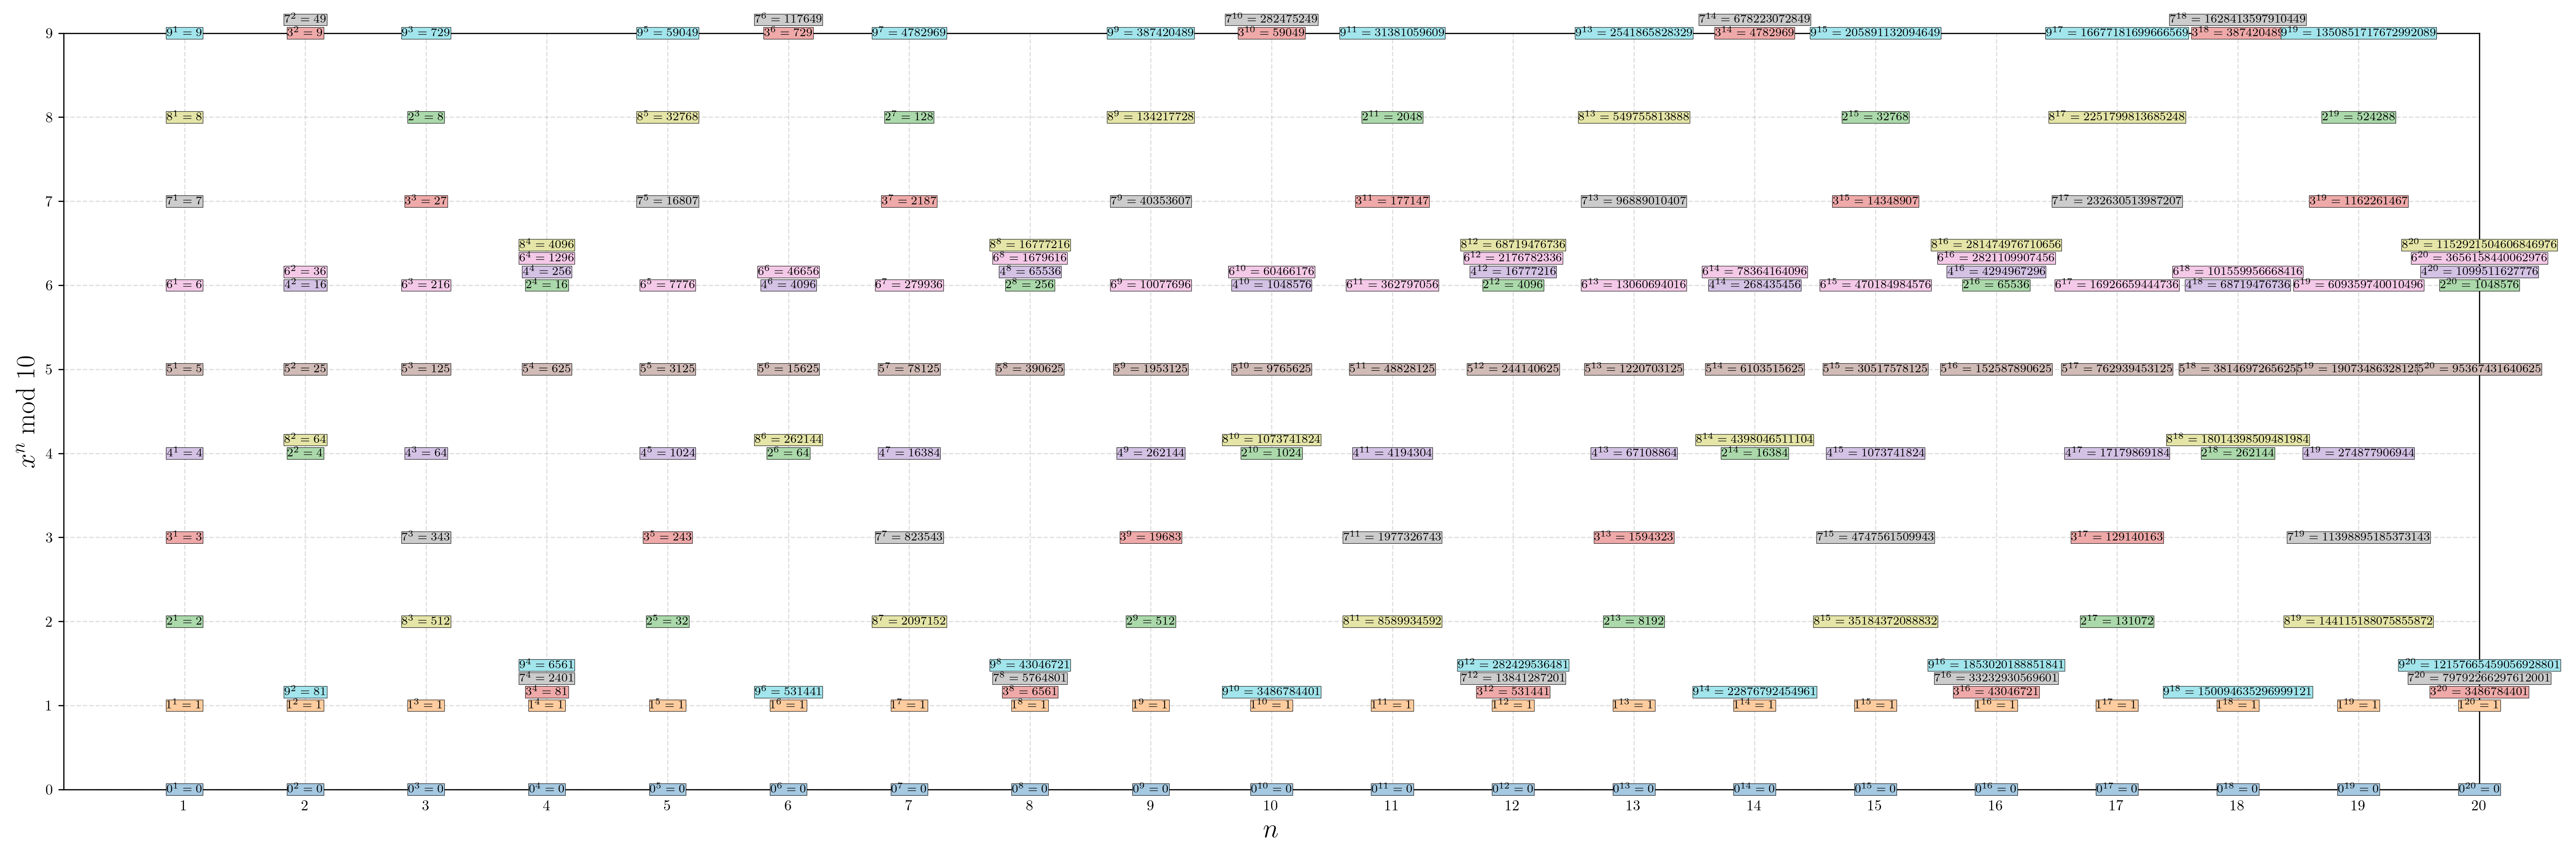 7² = 49 7⁶ = 117649 7¹⁰ = 282475249 7¹⁴ = 678223072849 7¹⁸ = 1628413597910449
9 9¹ = 9 3² = 9 9³ = 729 9⁵ = 59049 3⁶ = 729 9⁷ = 4782969 9⁹ = 387420489 3¹⁰ = 59049 9¹¹ = 31381059609 9¹³ = 2541865828329 3¹⁴ = 4782969 9¹⁵ = 205891132094649 9¹⁷ = 16677181699666569 3¹⁸ = 387420489 9¹⁹ = 1350851717672992089
8 8¹ = 8 2³ = 8 8⁵ = 32768 2⁷ = 128 8⁹ = 134217728 2¹¹ = 2048 8¹³ = 549755813888 2¹⁵ = 32768 8¹⁷ = 2251799813685248 2¹⁹ = 524288
7 7¹ = 7 3³ = 27 7⁵ = 16807 3⁷ = 2187 7⁹ = 40353607 3¹¹ = 177147 7¹³ = 96889010407 3¹⁵ = 14348907 7¹⁷ = 232630513987207 3¹⁹ = 1162261467
8⁴ = 4096 8⁸ = 16777216 8¹² = 68719476736 8¹⁶ = 281474976710656 8²⁰ = 1152921504606846976
6⁴ = 1296 6⁸ = 1679616 6¹² = 2176782336 6¹⁶ = 2821109907456 6²⁰ = 3656158440062976
6² = 36 4⁴ = 256 6⁶ = 46656 4⁸ = 65536 6¹⁰ = 60466176 4¹² = 16777216 6¹⁴ = 78364164096 4¹⁶ = 4294967296 6¹⁸ = 101559956668416 4²⁰ = 1099511627776
6 6¹ = 6 4² = 16 6³ = 216 2⁴ = 16 6⁵ = 7776 4⁶ = 4096 6⁷ = 279936 2⁸ = 256 6⁹ = 10077696 4¹⁰ = 1048576 6¹¹ = 362797056 2¹² = 4096 6¹³ = 13060694016 4¹⁴ = 268435456 6¹⁵ = 470184984576 2¹⁶ = 65536 6¹⁷ = 16926659444736 4¹⁸ = 68719476736 6¹⁹ = 609359740010496 2²⁰ = 1048576
5 5¹ = 5 5² = 25 5³ = 125 5⁴ = 625 5⁵ = 3125 5⁶ = 15625 5⁷ = 78125 5⁸ = 390625 5⁹ = 1953125 5¹⁰ = 9765625 5¹¹ = 48828125 5¹² = 244140625 5¹³ = 1220703125 5¹⁴ = 6103515625 5¹⁵ = 30517578125 5¹⁶ = 152587890625 5¹⁷ = 762939453125 5¹⁸ = 3814697265625 5¹⁹ = 19073486328125 5²⁰ = 95367431640625
8² = 64 8⁶ = 262144 8¹⁰ = 1073741824 8¹⁴ = 4398046511104 8¹⁸ = 18014398509481984
4 4¹ = 4 2² = 4 4³ = 64 4⁵ = 1024 2⁶ = 64 4⁷ = 16384 4⁹ = 262144 2¹⁰ = 1024 4¹¹ = 4194304 4¹³ = 67108864 2¹⁴ = 16384 4¹⁵ = 1073741824 4¹⁷ = 17179869184 2¹⁸ = 262144 4¹⁹ = 274877906944
3 3¹ = 3 7³ = 343 3⁵ = 243 7⁷ = 823543 3⁹ = 19683 7¹¹ = 1977326743 3¹³ = 1594323 7¹⁵ = 4747561509943 3¹⁷ = 129140163 7¹⁹ = 11398895185373143
2 2¹ = 2 8³ = 512 2⁵ = 32 8⁷ = 2097152 2⁹ = 512 8¹¹ = 8589934592 2¹³ = 8192 8¹⁵ = 35184372088832 2¹⁷ = 131072 8¹⁹ = 144115188075855872
9⁴ = 6561 9⁸ = 43046721 9¹² = 282429536481 9¹⁶ = 1853020188851841 9²⁰ = 12157665459056928801
7⁴ = 2401 7⁸ = 5764801 7¹² = 13841287201 7¹⁶ = 33232930569601 7²⁰ = 79792266297612001
9² = 81 3⁴ = 81 9⁶ = 531441 3⁸ = 6561 9¹⁰ = 3486784401 3¹² = 531441 9¹⁴ = 22876792454961 3¹⁶ = 43046721 9¹⁸ = 150094635296999121 3²⁰ = 3486784401
1 1¹ = 1 1² = 1 1³ = 1 1⁴ = 1 1⁵ = 1 1⁶ = 1 1⁷ = 1 1⁸ = 1 1⁹ = 1 1¹⁰ = 1 1¹¹ = 1 1¹² = 1 1¹³ = 1 1¹⁴ = 1 1¹⁵ = 1 1¹⁶ = 1 1¹⁷ = 1 1¹⁸ = 1 1¹⁹ = 1 1²⁰ = 1
0 0¹ = 0 0² = 0 0³ = 0 0⁴ = 0 0⁵ = 0 0⁶ = 0 0⁷ = 0 0⁸ = 0 0⁹ = 0 0¹⁰ = 0 0¹¹ = 0 0¹² = 0 0¹³ = 0 0¹⁴ = 0 0¹⁵ = 0 0¹⁶ = 0 0¹⁷ = 0 0¹⁸ = 0 0¹⁹ = 0 0²⁰ = 0
1 2 3 4 5 6 7 8 9 10 11 12 13 14 15 16 17 18 19 20
n
xⁿ mod 10